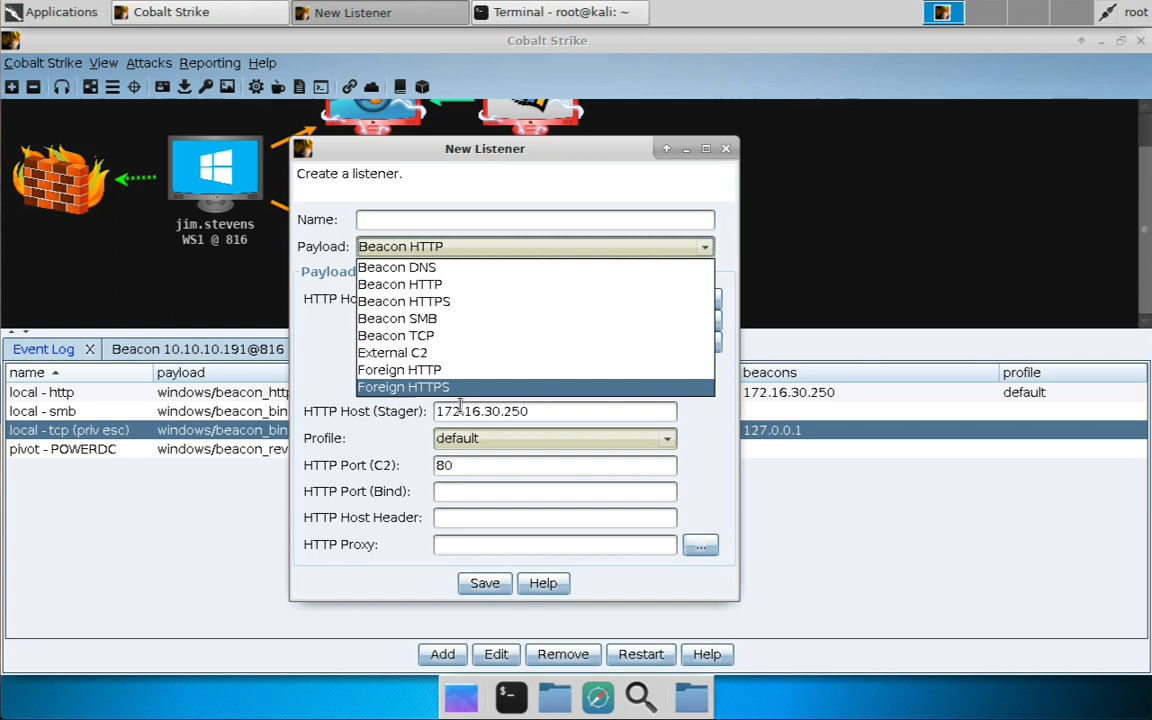 Applications
Cobalt Strike
New Listener
Terminal - root@kali: ~
root
Cobalt Strike
Cobalt Strike View Attacks Reporting Help
jim.stevens
WS1 @ 816
New Listener
Create a listener.
Name:
Payload: Beacon HTTP
Beacon DNS
Beacon HTTP
Beacon HTTPS
Beacon SMB
Beacon TCP
External C2
Foreign HTTP
Foreign HTTPS
Payload
HTTP Ho
HTTP Host (Stager): 172.16.30.250
Profile: default
HTTP Port (C2): 80
HTTP Port (Bind):
HTTP Host Header:
HTTP Proxy: ...
Save Help
Event Log X Beacon 10.10.10.191@816
name payload beacons profile
local - http windows/beacon_http 172.16.30.250 default
local - smb windows/beacon_bin
local - tcp (priv esc) windows/beacon_bin 127.0.0.1
pivot - POWERDC windows/beacon_rev
Add Edit Remove Restart Help